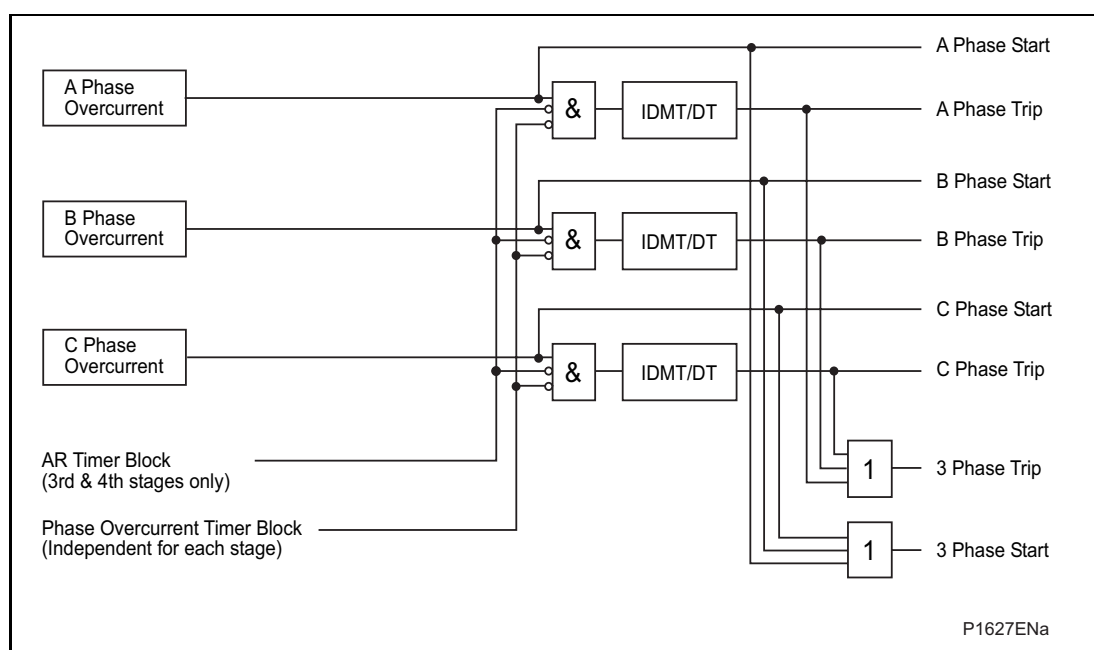 A Phase Start
A Phase
Overcurrent
&
IDMT/DT
A Phase Trip
B Phase Start
B Phase
Overcurrent
&
IDMT/DT
B Phase Trip
C Phase Start
C Phase
Overcurrent
&
IDMT/DT
C Phase Trip
AR Timer Block
(3rd & 4th stages only)
1
3 Phase Trip
Phase Overcurrent Timer Block
(Independent for each stage)
1
3 Phase Start
P1627ENa